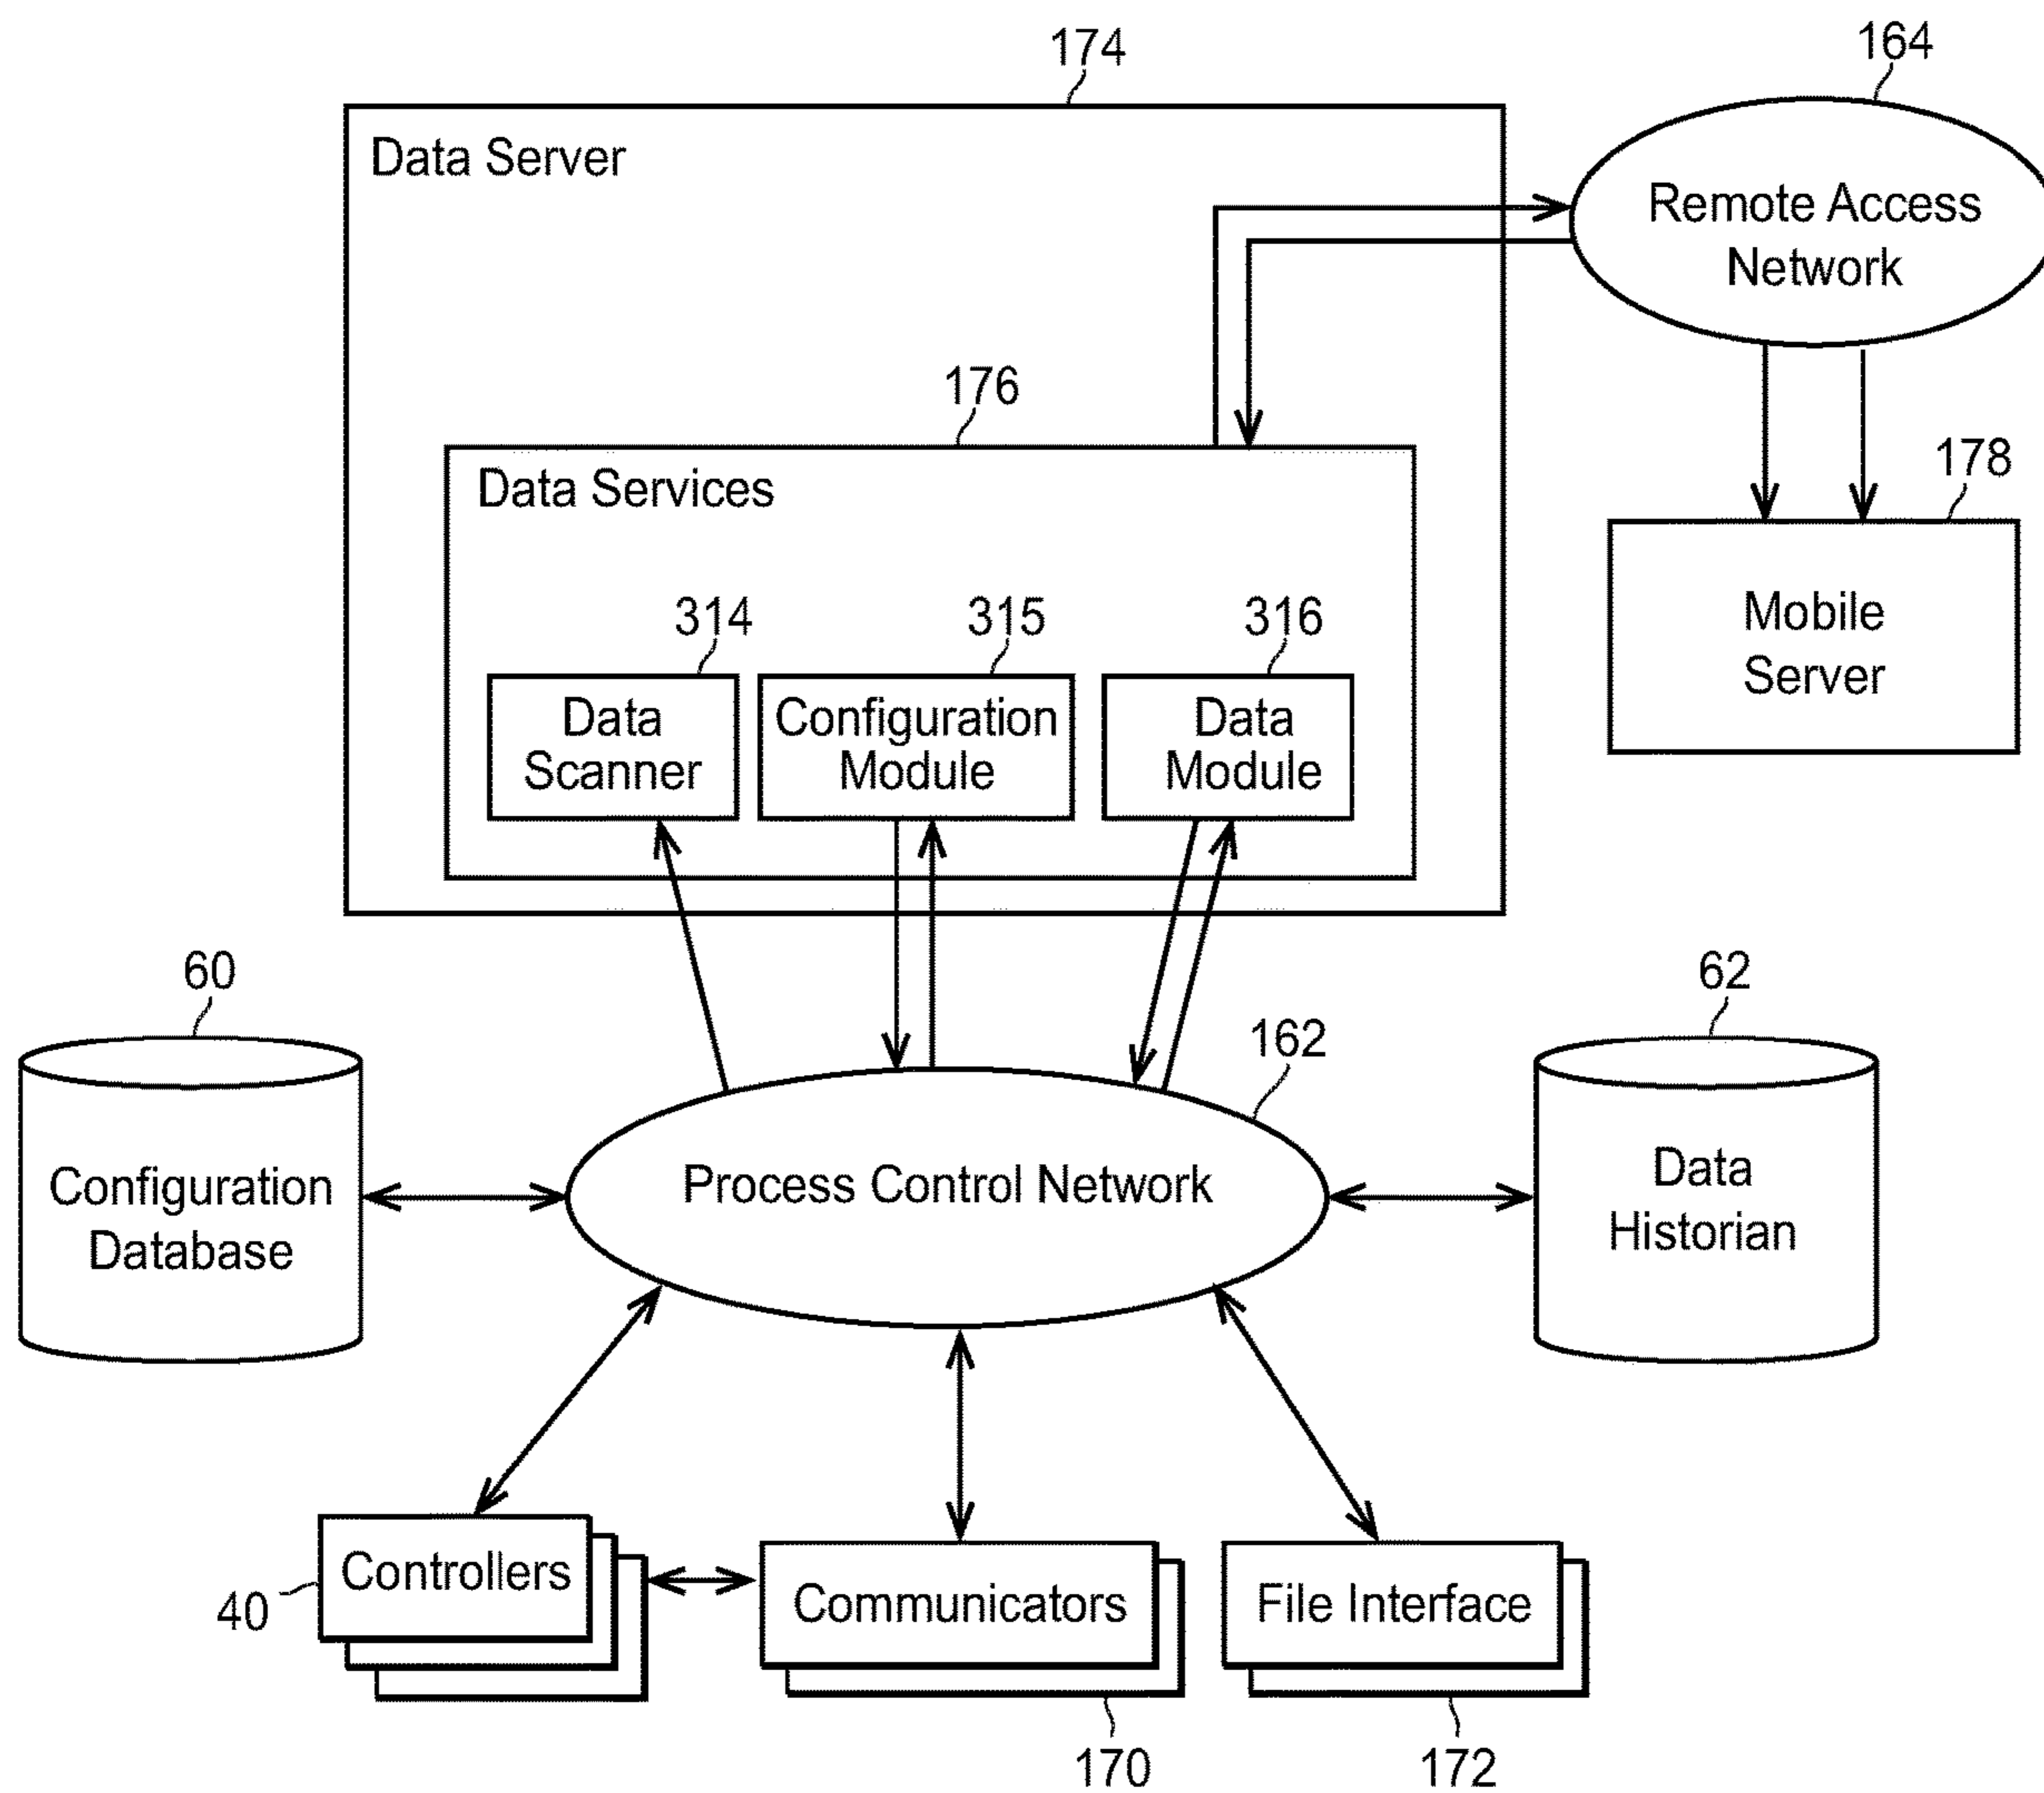 174
164
Data Server
Remote Access
Network
176
178
Data Services
Mobile
Server
314
315
316
Data
Scanner
Configuration
Module
Data
Module
60
62
162
Configuration
Database
Process Control Network
Data
Historian
Controllers
40
Communicators
File Interface
170
172